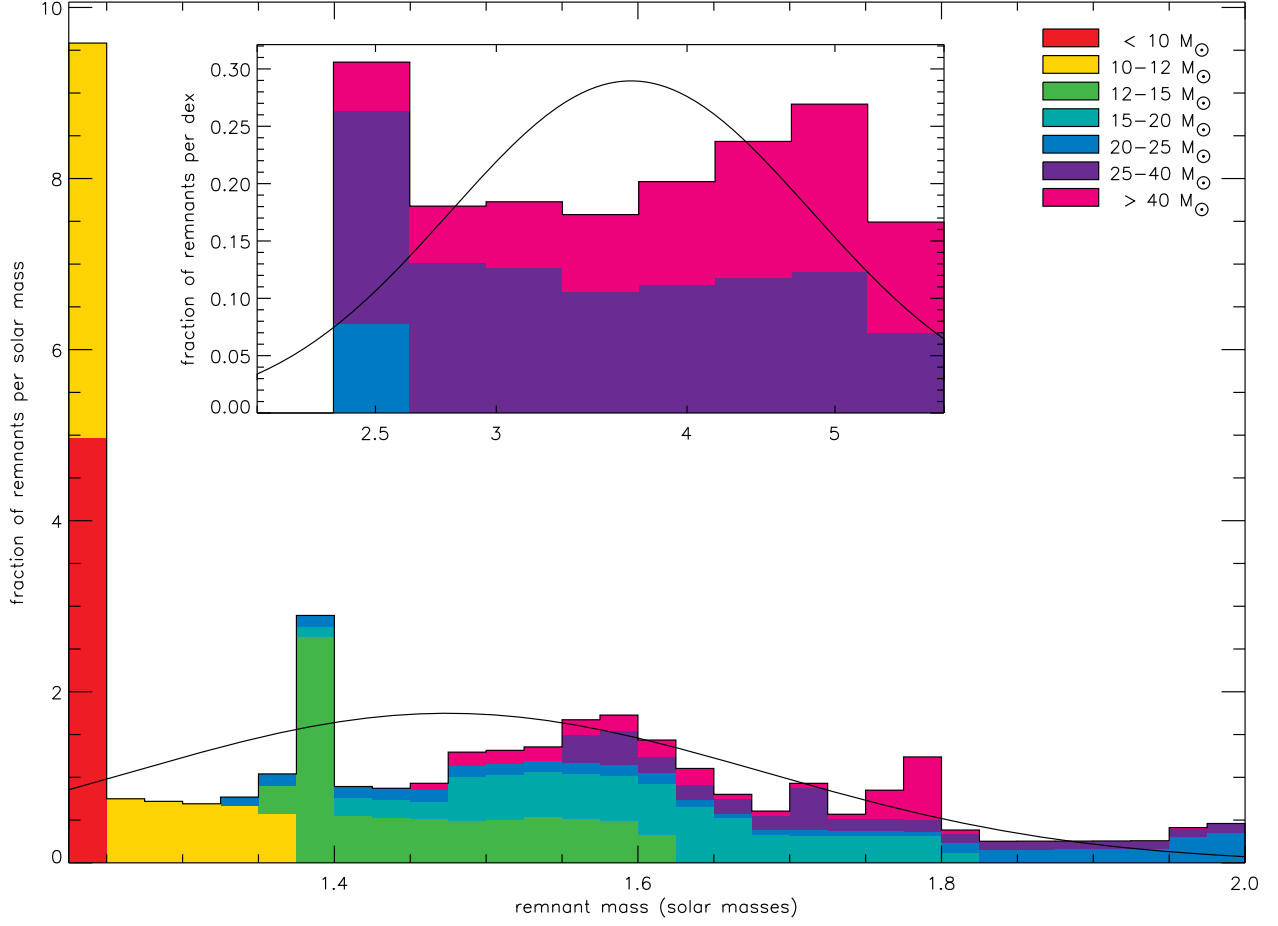 10
8
6
4
2
0
fraction of remnants per solar mass
1.4
1.6
1.8
2.0
remnant mass (solar masses)
0.30
0.25
0.20
0.15
0.10
0.05
0.00
fraction of remnants per dex
2.5
3
4
5
< 10 M☉
10−12 M☉
12−15 M☉
15−20 M☉
20−25 M☉
25−40 M☉
> 40 M☉